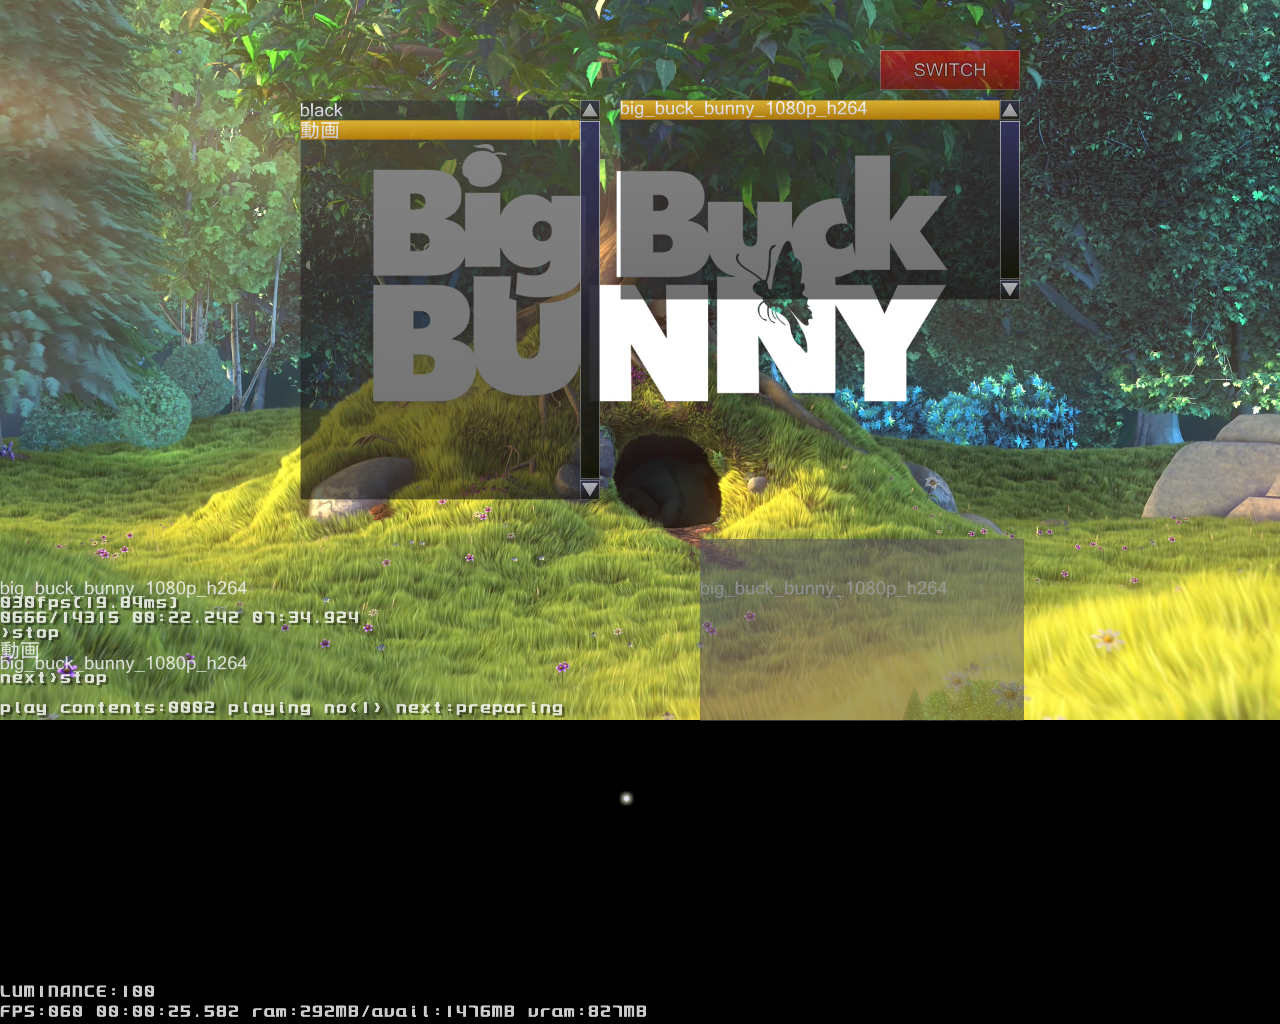 SWITCH
black
動画
big_buck_bunny_1080p_h264
Big Buck
BUNNY
big_buck_bunny_1080p_h264
big_buck_bunny_1080p_h264
030fps(19.84ms)
0666/14315 00:22.242 07:34.924
>stop
動画
big_buck_bunny_1080p_h264
next>stop
play contents:0002 playing no(1) next:preparing
LUMINANCE:100
FPS:060 00:00:25.582 ram:292MB/avail:1476MB vram:827MB